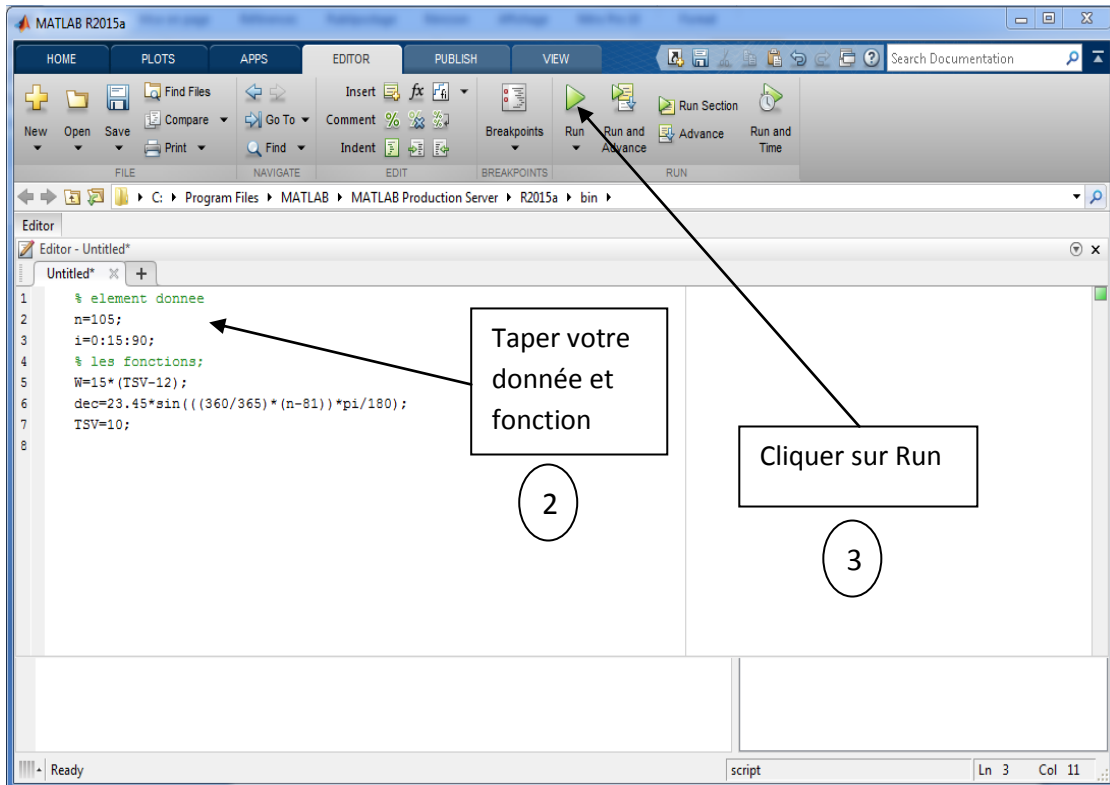 MATLAB R2015a
HOME PLOTS APPS EDITOR PUBLISH VIEW Search Documentation
New Open Save
Find Files
Compare
Print
FILE
Go To
Find
NAVIGATE
Insert fx
Comment
Indent
EDIT
Breakpoints
BREAKPOINTS
Run
Run and Advance
Run Section
Advance
Run and Time
RUN
C: Program Files MATLAB MATLAB Production Server R2015a bin
Editor
Editor - Untitled*
Untitled* +
1 % element donnee
2 n=105;
3 i=0:15:90;
4 % les fonctions;
5 W=15*(TSV-12);
6 dec=23.45*sin(((360/365)*(n-81))*pi/180);
7 TSV=10;
8
Taper votre
donnée et
fonction
2
Cliquer sur Run
3
Ready script Ln 3 Col 11